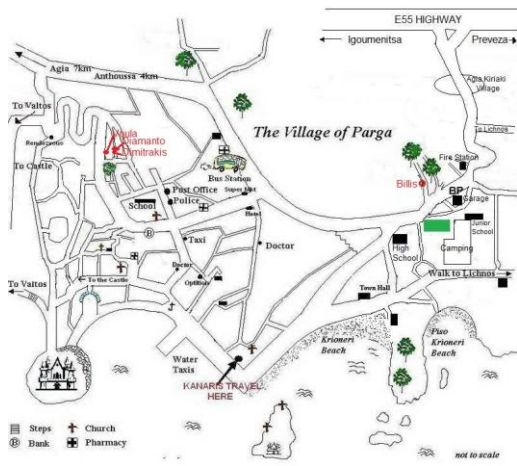 E55 HIGHWAY
Igoumenitsa
Preveza
Agia 7km
Anthoussa 4km
To Valtos
Agia Kiriaki
Village
The Village of Parga
Voula
Diamanto
Dimitrakis
Rendezvous
To Lichnos
To Castle
Fire Station
Bus Station
Billis
BP
Garage
Post Office
Police
Super Mkt
School
Hotel
Junior
School
Taxi
Doctor
B
High
School
Camping
Doctor
To the Castle
Walk to Lichnos
To Valtos
Optician
Town Hall
Water
Taxis
Krioneri
Beach
Piso
Krioneri
Beach
KANARIS TRAVEL
HERE
Steps
Church
B
Bank
Pharmacy
not to scale